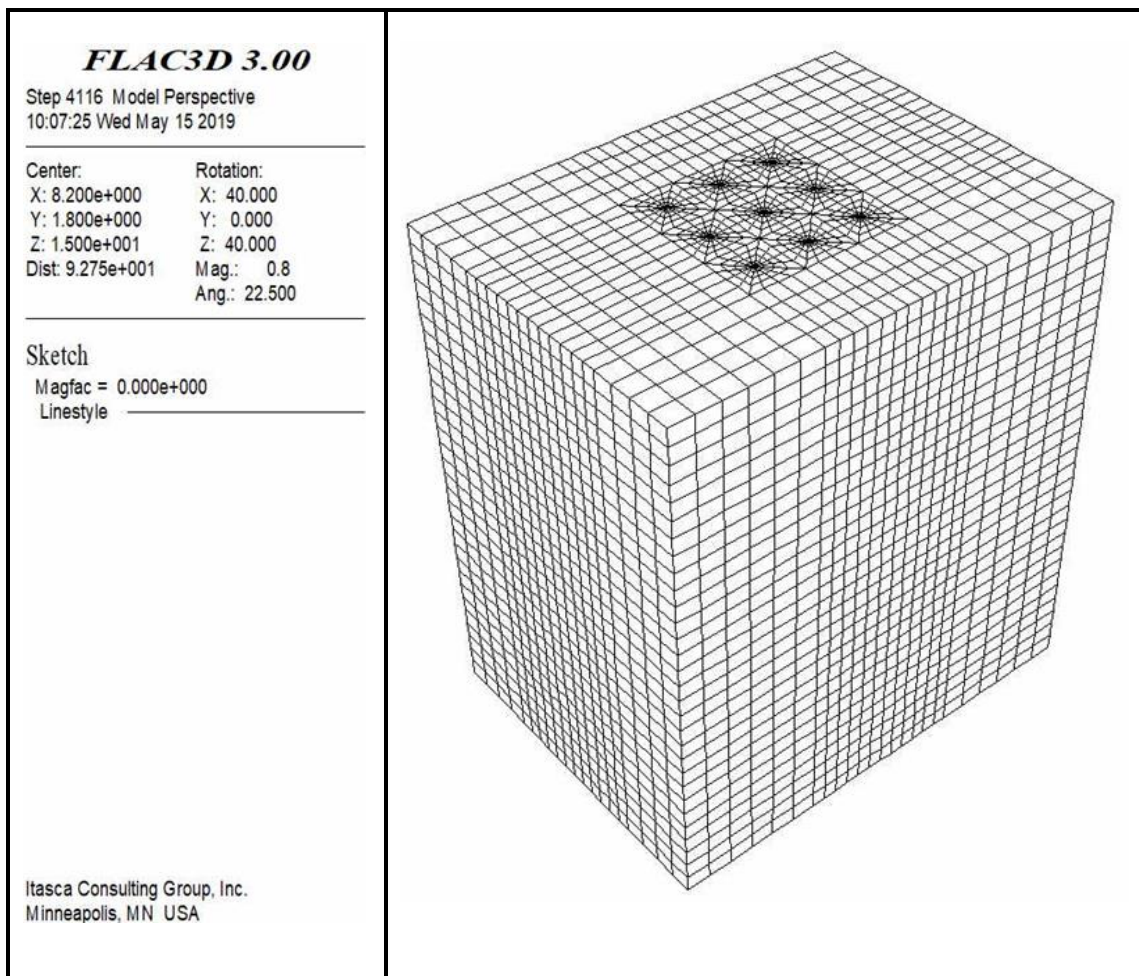 FLAC3D 3.00
Step 4116 Model Perspective
10:07:25 Wed May 15 2019
Center: Rotation:
X: 8.200e+000 X: 40.000
Y: 1.800e+000 Y: 0.000
Z: 1.500e+001 Z: 40.000
Dist: 9.275e+001 Mag.: 0.8
Ang.: 22.500
Sketch
Magfac = 0.000e+000
Linestyle
Itasca Consulting Group, Inc.
Minneapolis, MN USA